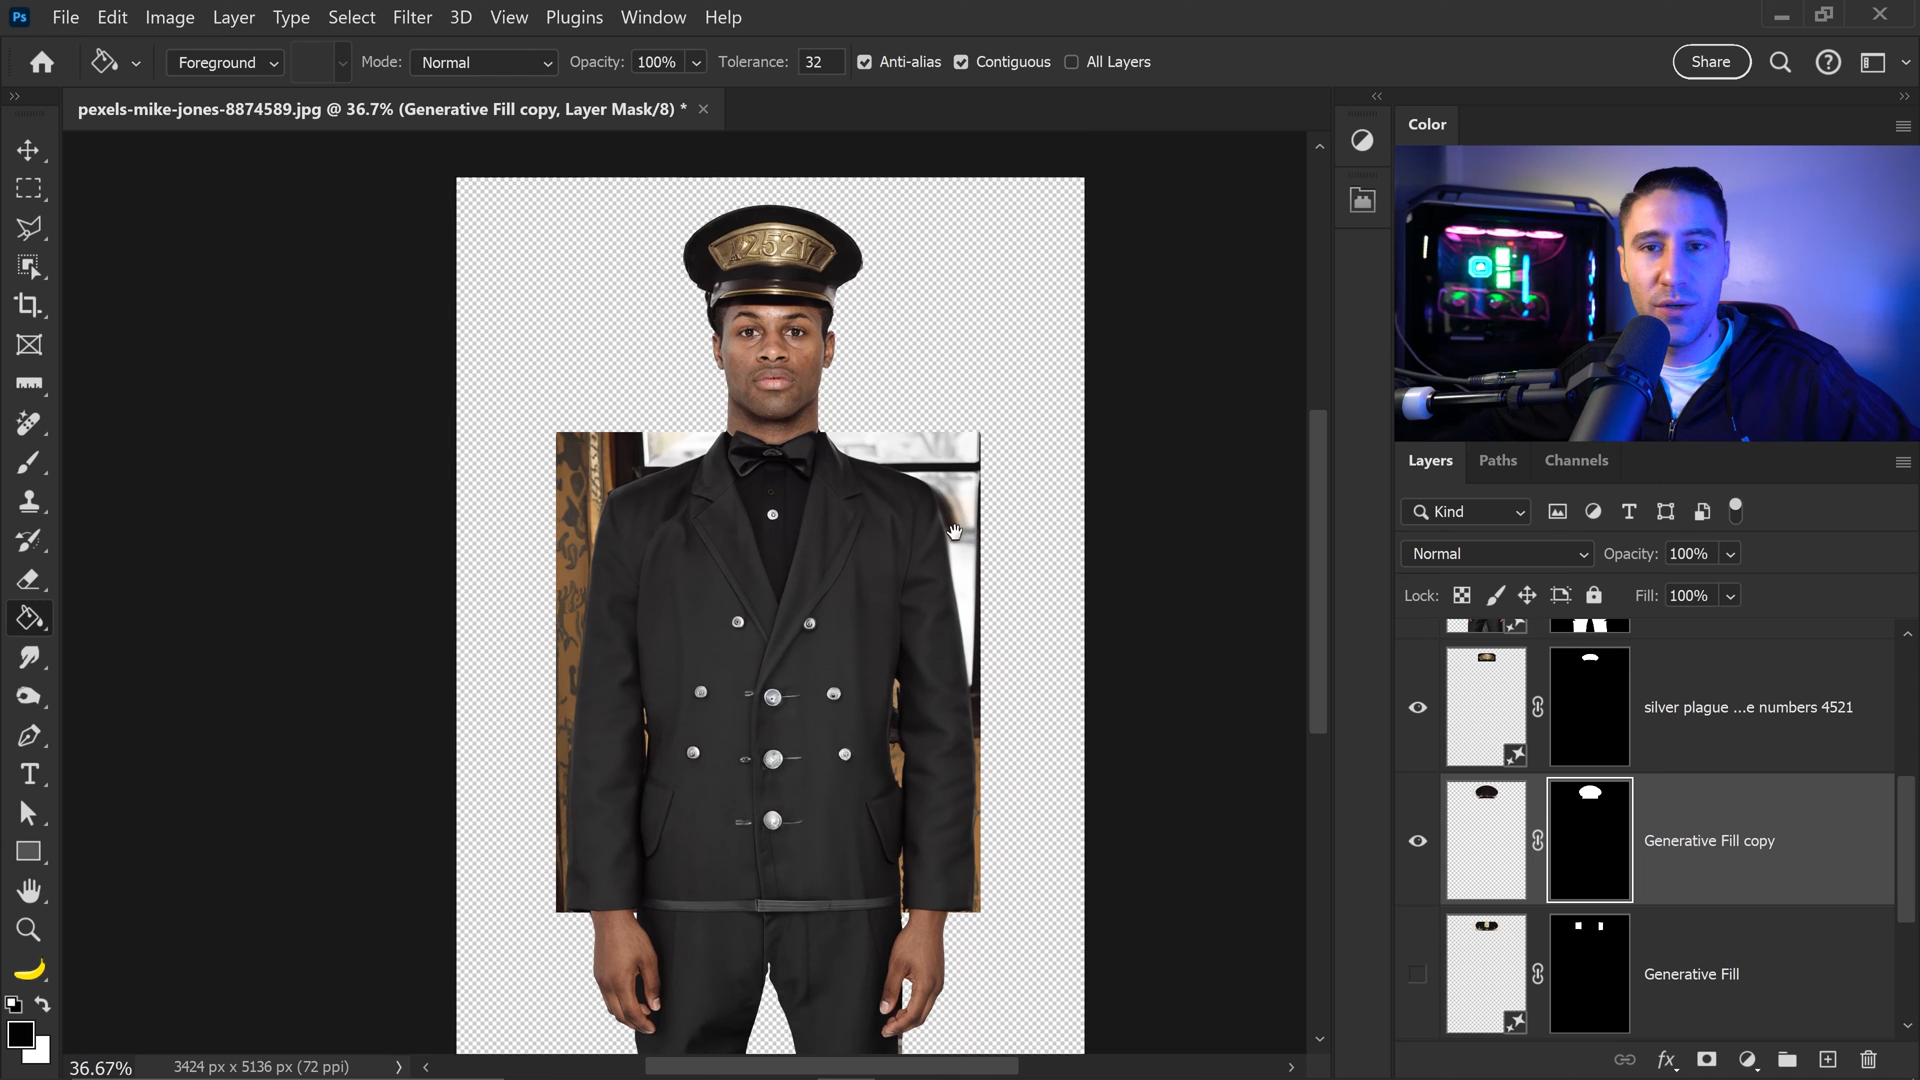 Ps File Edit Image Layer Type Select Filter 3D View Plugins Window Help
Foreground Mode: Normal Opacity: 100% Tolerance: 32 Anti-alias Contiguous All Layers Share
pexels-mike-jones-8874589.jpg @ 36.7% (Generative Fill copy, Layer Mask/8) *
Color
A25217
Layers Paths Channels
Kind
Normal Opacity: 100%
Lock: Fill: 100%
silver plague ...e numbers 4521
Generative Fill copy
Generative Fill
fx
36.67% 3424 px x 5136 px (72 ppi)